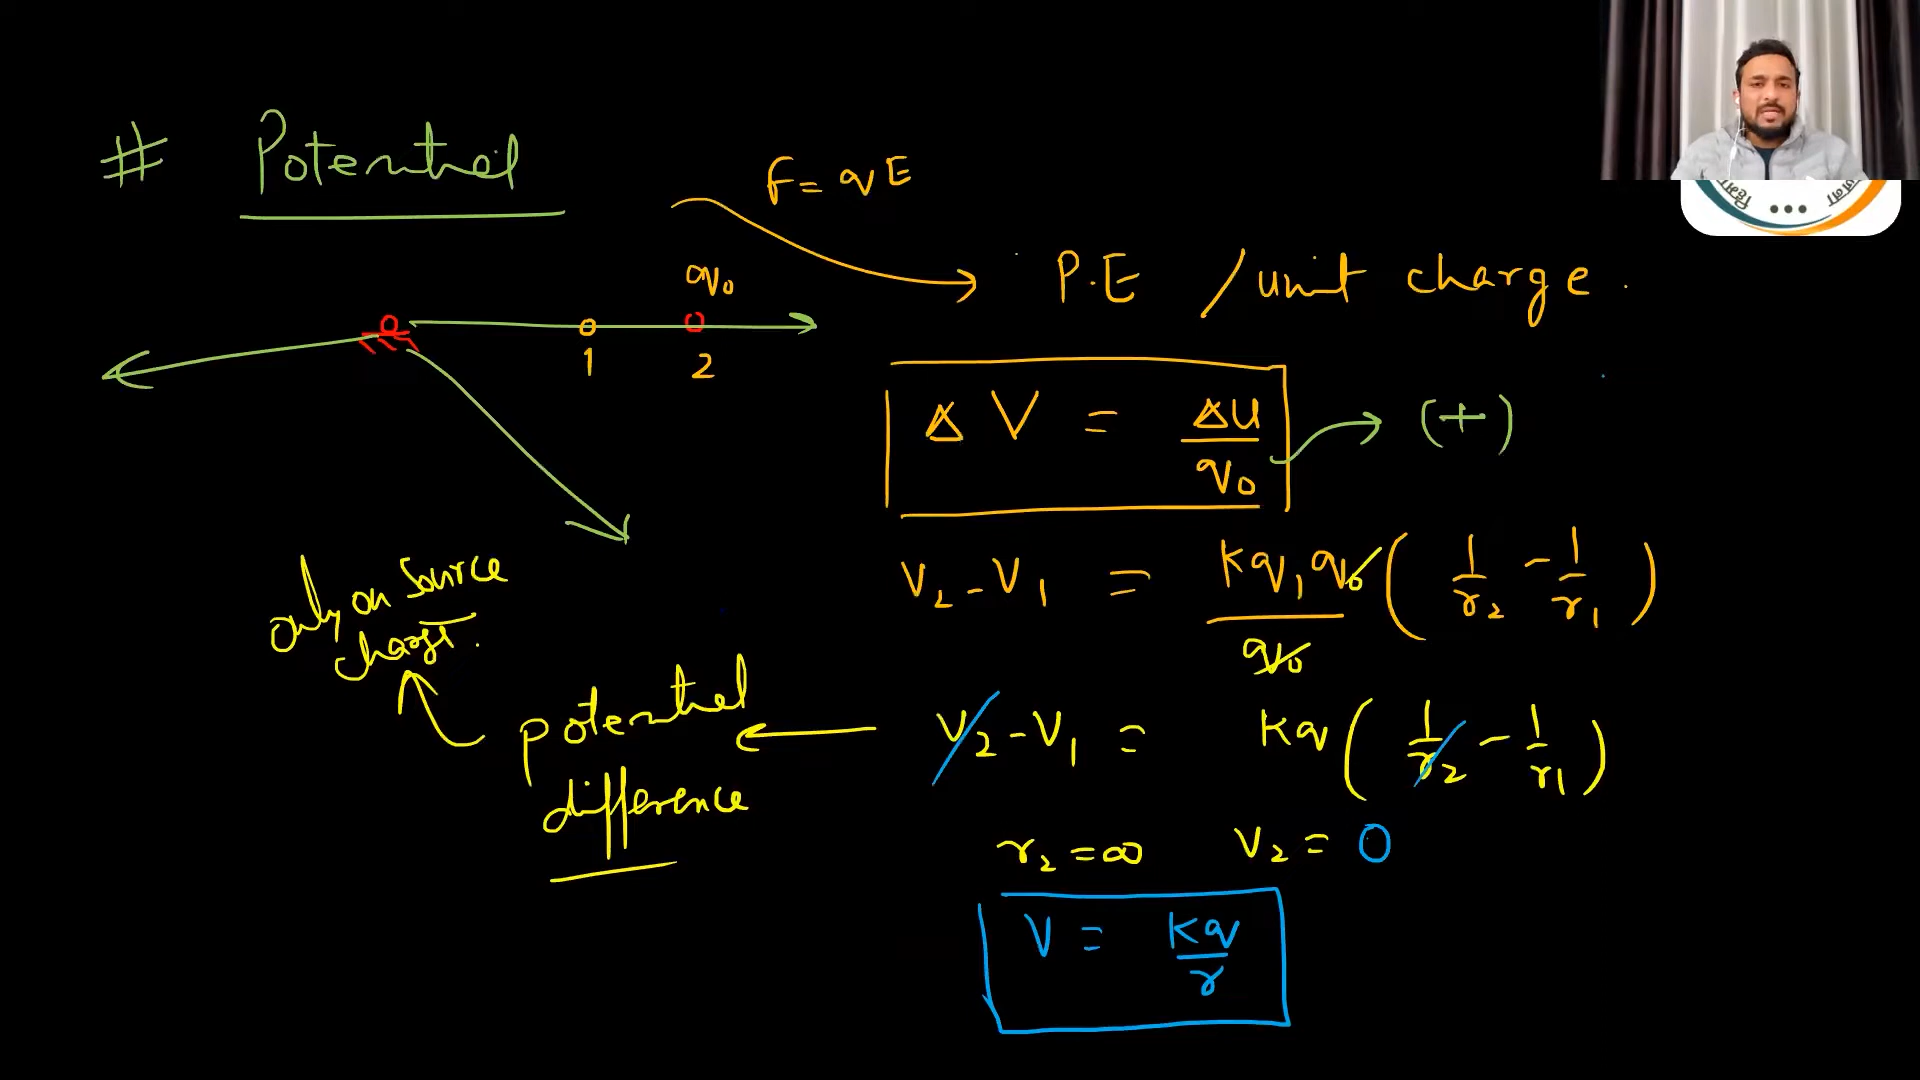 # Potential
F = qE
P.E / unit charge.
q₀
1 2
ΔV = ΔU/q₀ → (+)
V₂ - V₁ = Kq₁q₀/q₀ (1/r₂ - 1/r₁)
only on source
charge.
potential
difference
V₂ - V₁ = Kq (1/r₂ - 1/r₁)
r₂ = ∞ V₂ = 0
V = Kq/r